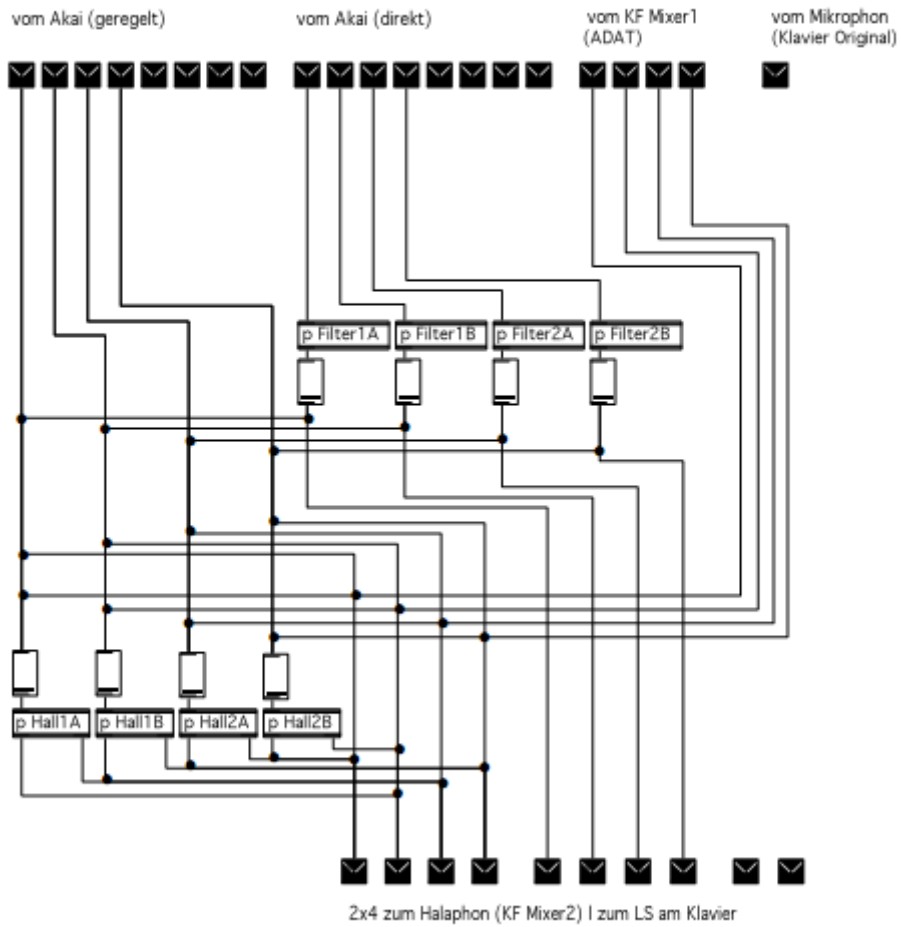 vom Akai (geregelt)
vom Akai (direkt)
vom KF Mixer1
(ADAT)
vom Mikrophon
(Klavier Original)
p Filter1A
p Filter1B
p Filter2A
p Filter2B
p Hall1A
p Hall1B
p Hall2A
p Hall2B
2x4 zum Halaphon (KF Mixer2) | zum LS am Klavier